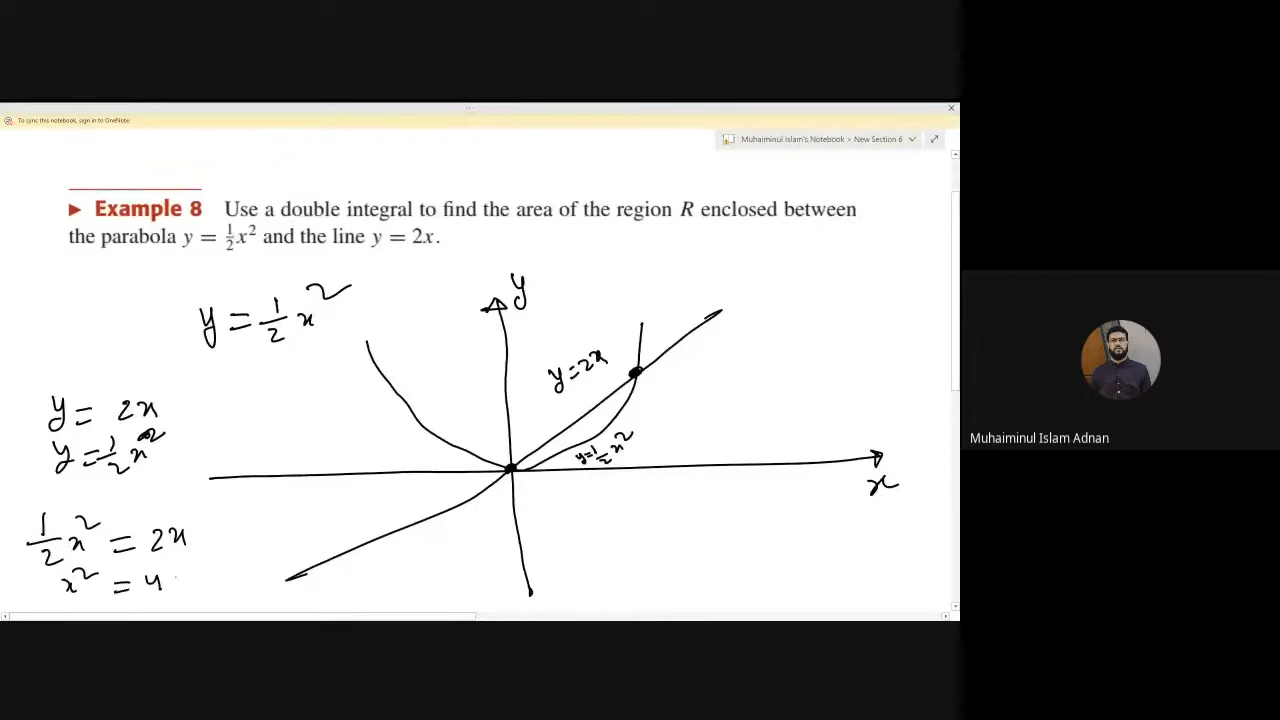 To sync this notebook, sign in to OneNote
Muhaiminul Islam's Notebook > New Section 6
► Example 8 Use a double integral to find the area of the region R enclosed between
the parabola y = ½x² and the line y = 2x.
y
y = ½x²
y = 2x
y = 2x
y = ½x²
y = ½x²
x
½x² = 2x
x² = 4
Muhaiminul Islam Adnan